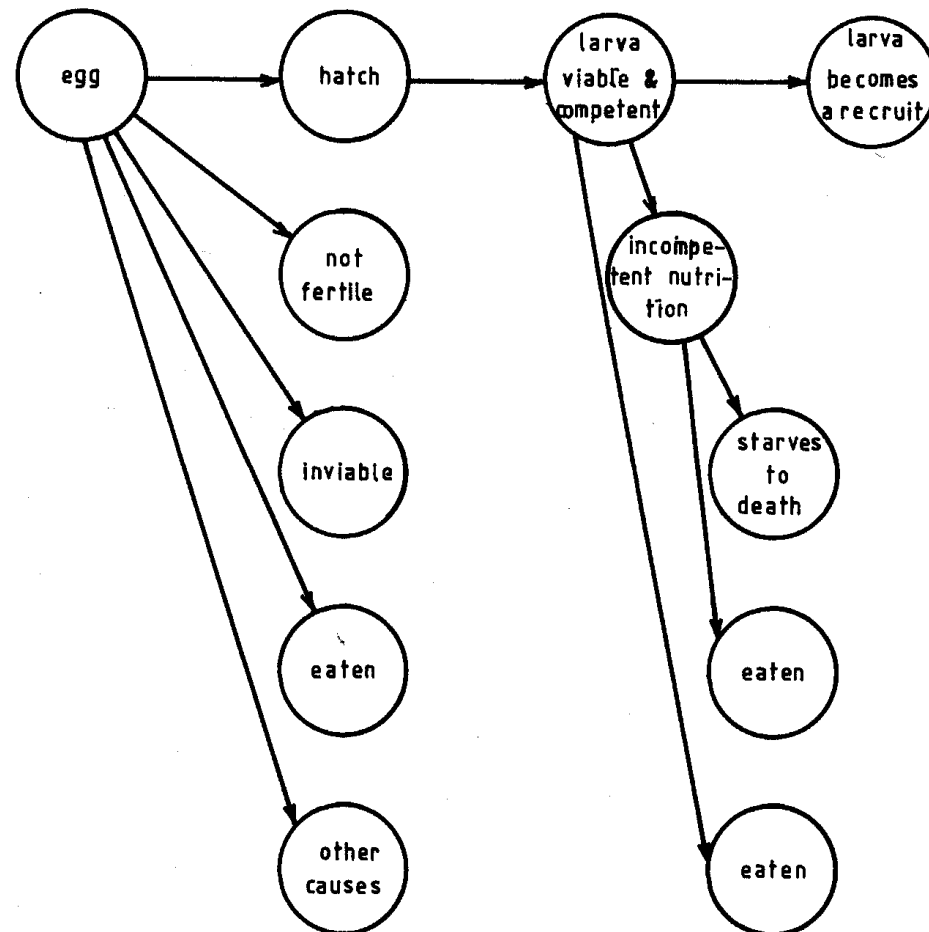 egg
hatch
larva
viable &
competent
larva
becomes
a recruit
not
fertile
incompe-
tent nutri-
tion
inviable
starves
to
death
eaten
eaten
other
causes
eaten